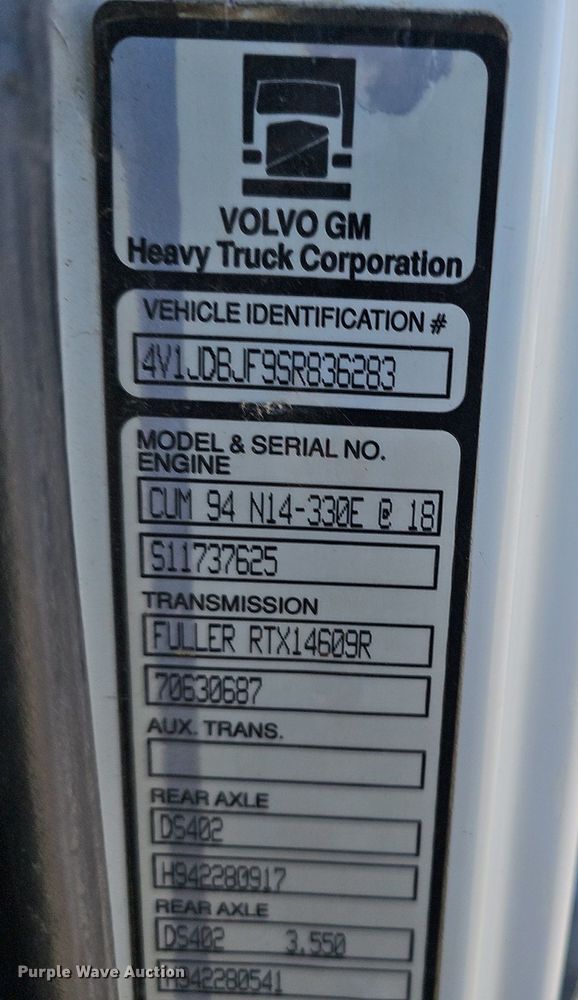 VOLVO GM
Heavy Truck Corporation
VEHICLE IDENTIFICATION #
4V1JDBJF9SR836283
MODEL & SERIAL NO.
ENGINE
CUM 94 N14-330E @ 18
S11737625
TRANSMISSION
FULLER RTX14609R
70630687
AUX. TRANS.
REAR AXLE
DS402
H942280917
REAR AXLE
DS402 3.550
H942280541
Purple Wave Auction